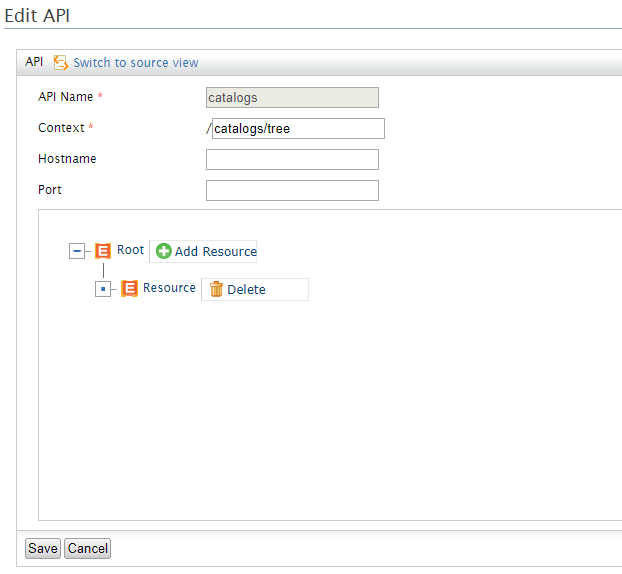 Edit API
API Switch to source view
API Name * catalogs
Context * /catalogs/tree
Hostname
Port
Root Add Resource
Resource Delete
Save Cancel